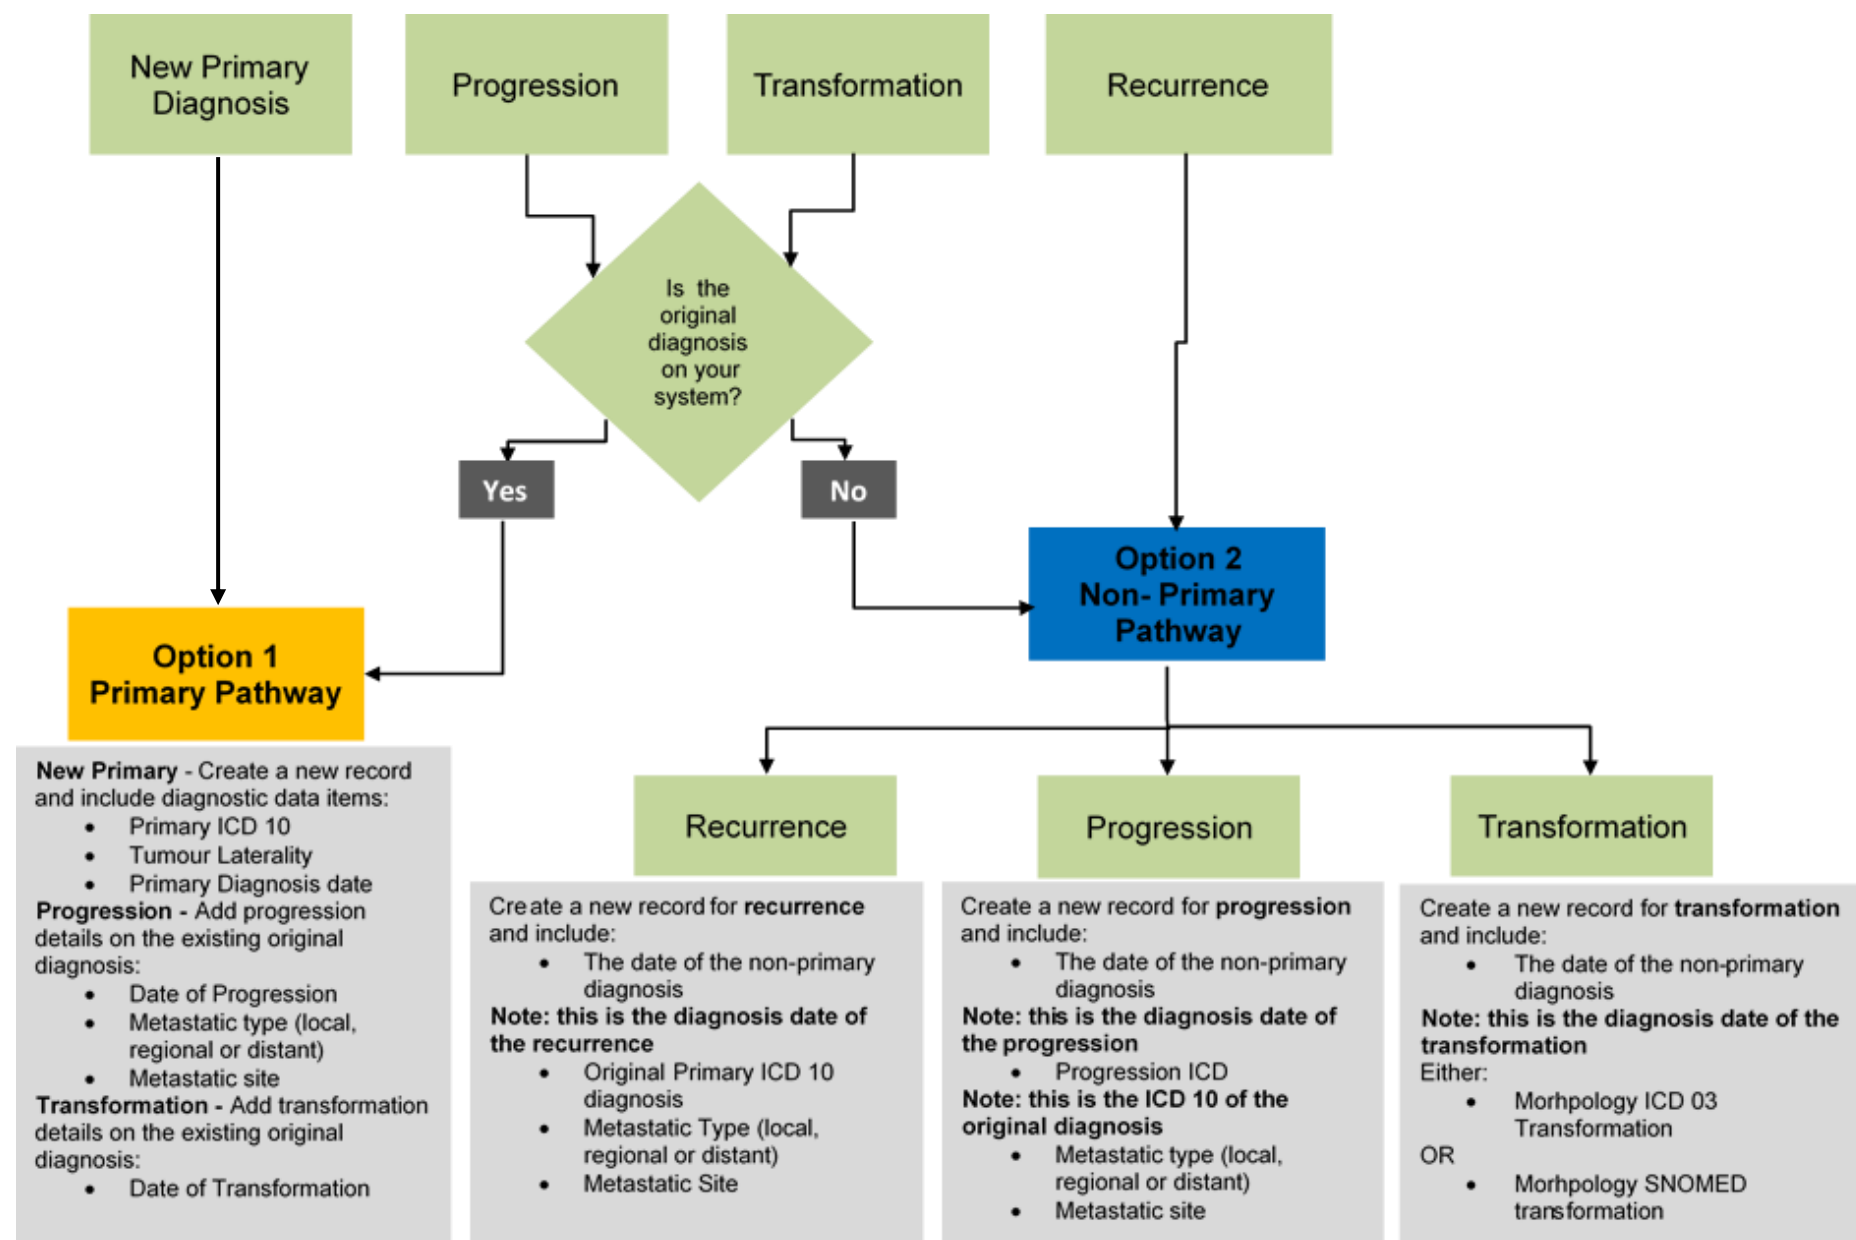 New Primary
Diagnosis
Progression
Transformation
Recurrence
Is the
original
diagnosis
on your
system?
Yes
No
Option 1
Primary Pathway
Option 2
Non- Primary
Pathway
New Primary - Create a new record
and include diagnostic data items:
• Primary ICD 10
• Tumour Laterality
• Primary Diagnosis date
Progression - Add progression
details on the existing original
diagnosis:
• Date of Progression
• Metastatic type (local,
regional or distant)
• Metastatic site
Transformation - Add transformation
details on the existing original
diagnosis:
• Date of Transformation
Recurrence
Create a new record for recurrence
and include:
• The date of the non-primary
diagnosis
Note: this is the diagnosis date of
the recurrence
• Original Primary ICD 10
diagnosis
• Metastatic Type (local,
regional or distant)
• Metastatic Site
Progression
Create a new record for progression
and include:
• The date of the non-primary
diagnosis
Note: this is the diagnosis date of
the progression
• Progression ICD
Note: this is the ICD 10 of the
original diagnosis
• Metastatic type (local,
regional or distant)
• Metastatic site
Transformation
Create a new record for transformation
and include:
• The date of the non-primary
diagnosis
Note: this is the diagnosis date of the
transformation
Either:
• Morhpology ICD 03
Transformation
OR
• Morhpology SNOMED
transformation